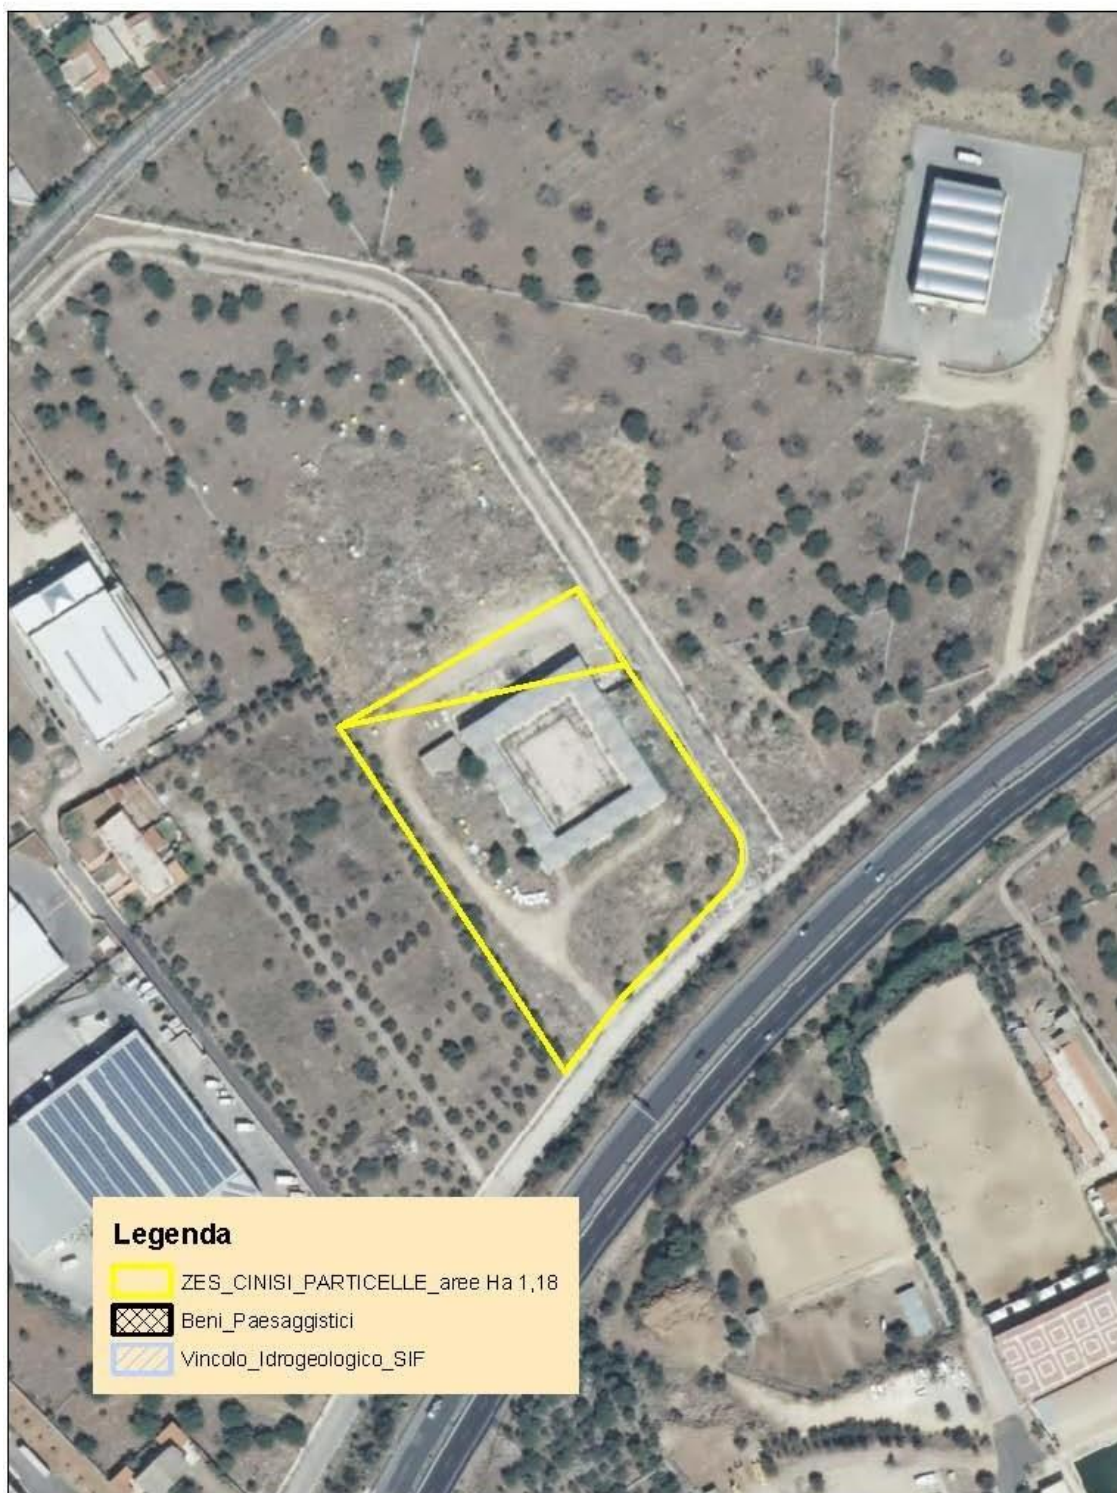 Legenda
ZES_CINISI_PARTICELLE_aree Ha 1,18
Beni_Paesaggistici
Vincolo_Idrogeologico_SIF